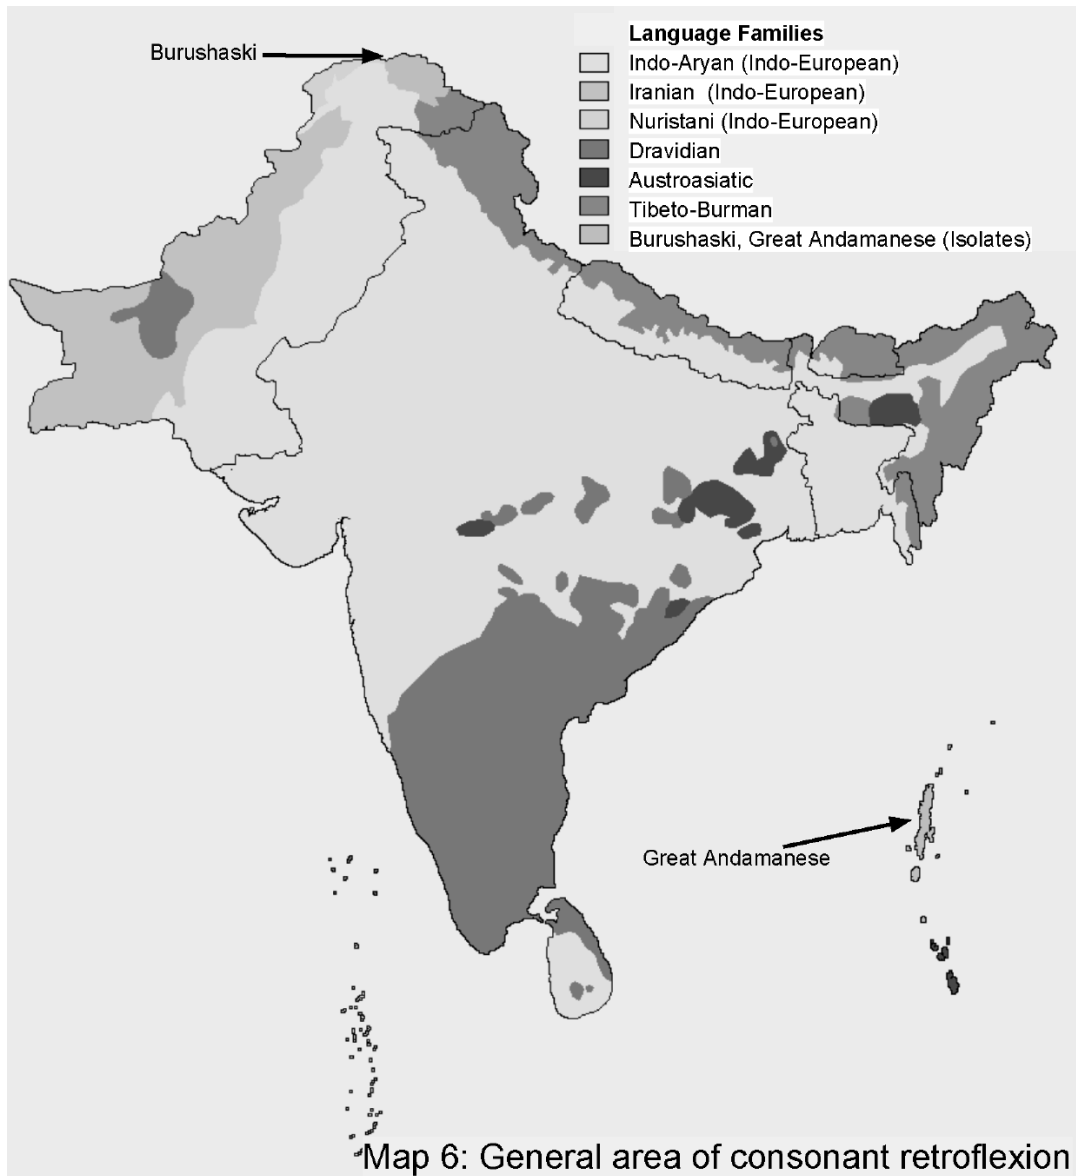 Burushaski
Language Families
Indo-Aryan (Indo-European)
Iranian (Indo-European)
Nuristani (Indo-European)
Dravidian
Austroasiatic
Tibeto-Burman
Burushaski, Great Andamanese (Isolates)
Great Andamanese
Map 6: General area of consonant retroflexion